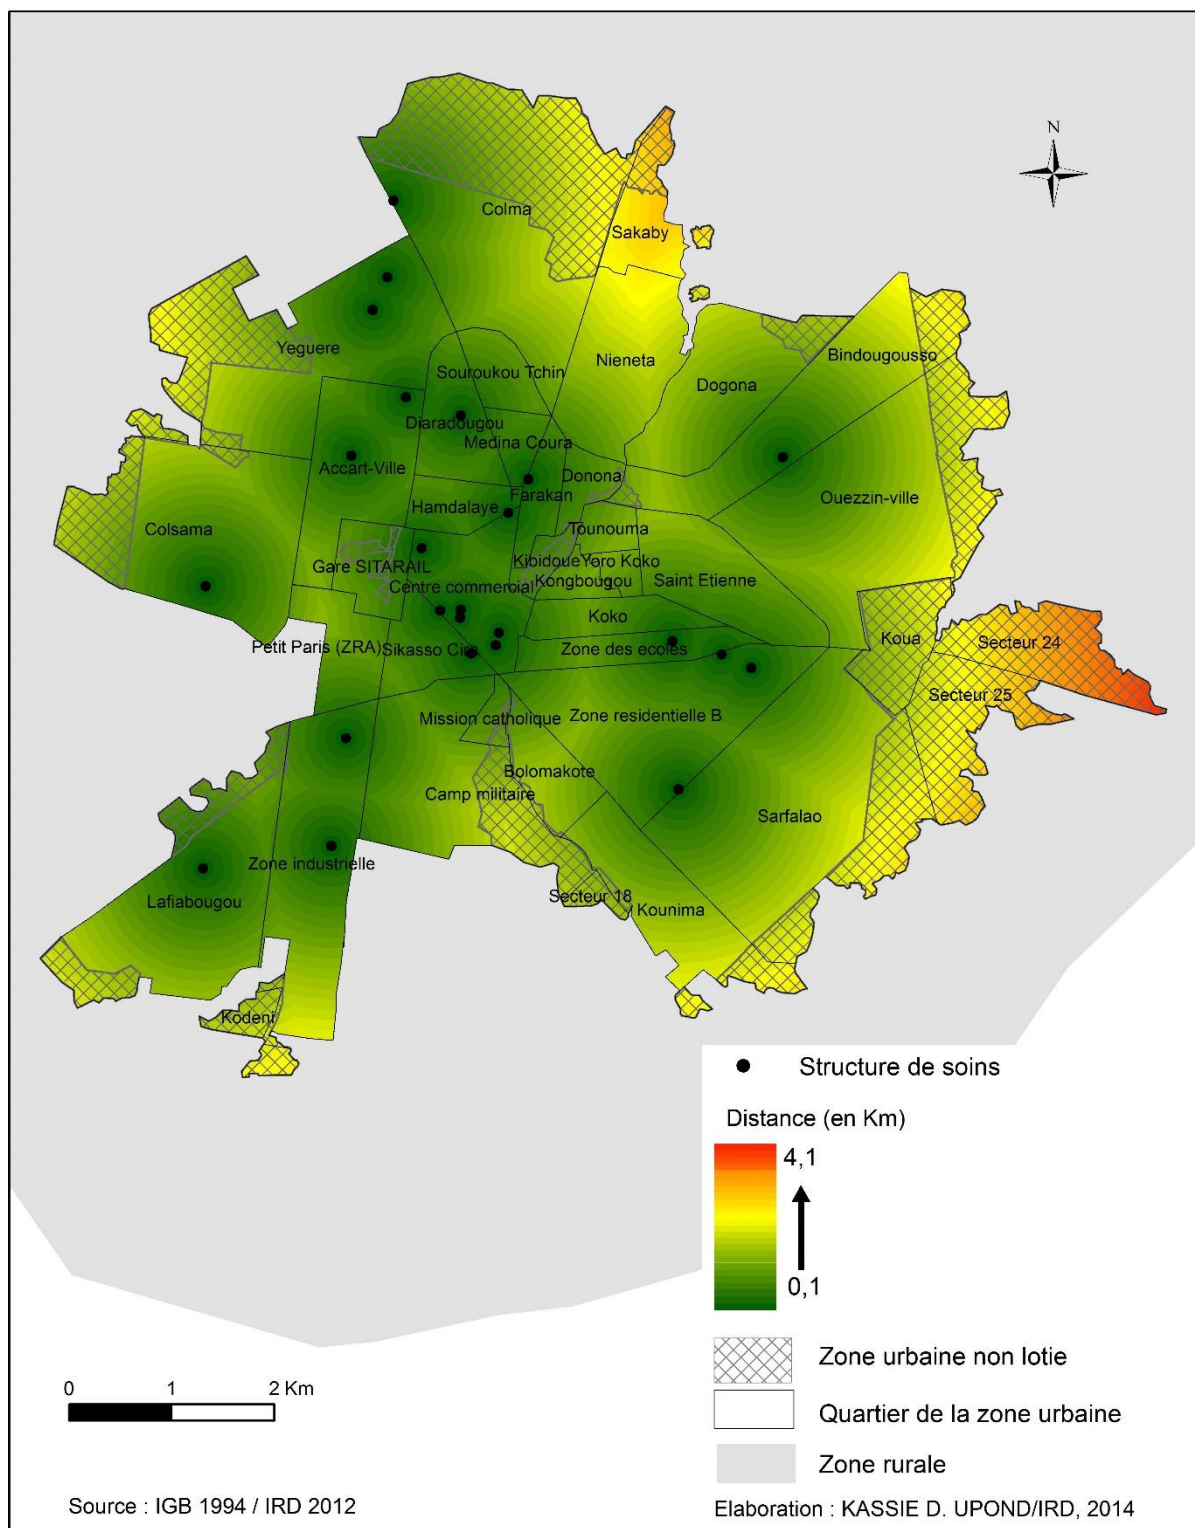 N
Colma
Sakaby
Yeguere
Souroukou Tchin
Nieneta
Dogona
Bindougousso
Diaradougou
Medina Coura
Accart-Ville
Donona
Farakan
Ouezzin-ville
Hamdalaye
Colsama
Tounouma
Gare SITARAIL
Kibidoue
Yoro Koko
Centre commercial
Kongbougou
Saint Etienne
Koko
Koua
Secteur 24
Petit Paris (ZRA)
Sikasso Cira
Zone des ecoles
Secteur 25
Mission catholique
Zone residentielle B
Bolomakote
Camp militaire
Sarfalao
Zone industrielle
Lafiabougou
Secteur 18
Kounima
Kodeni
Structure de soins
Distance (en Km)
4,1
0,1
Zone urbaine non lotie
Quartier de la zone urbaine
Zone rurale
0 1 2 Km
Source : IGB 1994 / IRD 2012
Elaboration : KASSIE D. UPOND/IRD, 2014